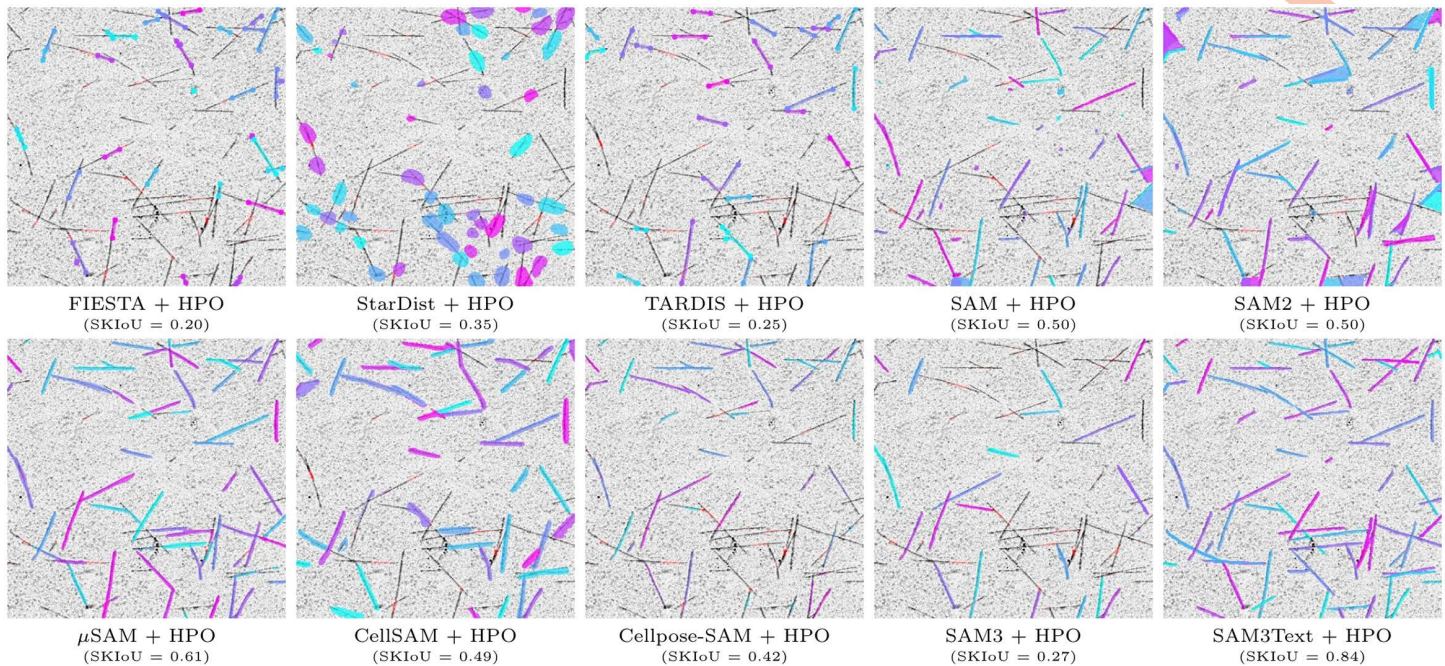 FIESTA + HPO
(SKIoU = 0.20)
StarDist + HPO
(SKIoU = 0.35)
TARDIS + HPO
(SKIoU = 0.25)
SAM + HPO
(SKIoU = 0.50)
SAM2 + HPO
(SKIoU = 0.50)
μSAM + HPO
(SKIoU = 0.61)
CellSAM + HPO
(SKIoU = 0.49)
Cellpose-SAM + HPO
(SKIoU = 0.42)
SAM3 + HPO
(SKIoU = 0.27)
SAM3Text + HPO
(SKIoU = 0.84)